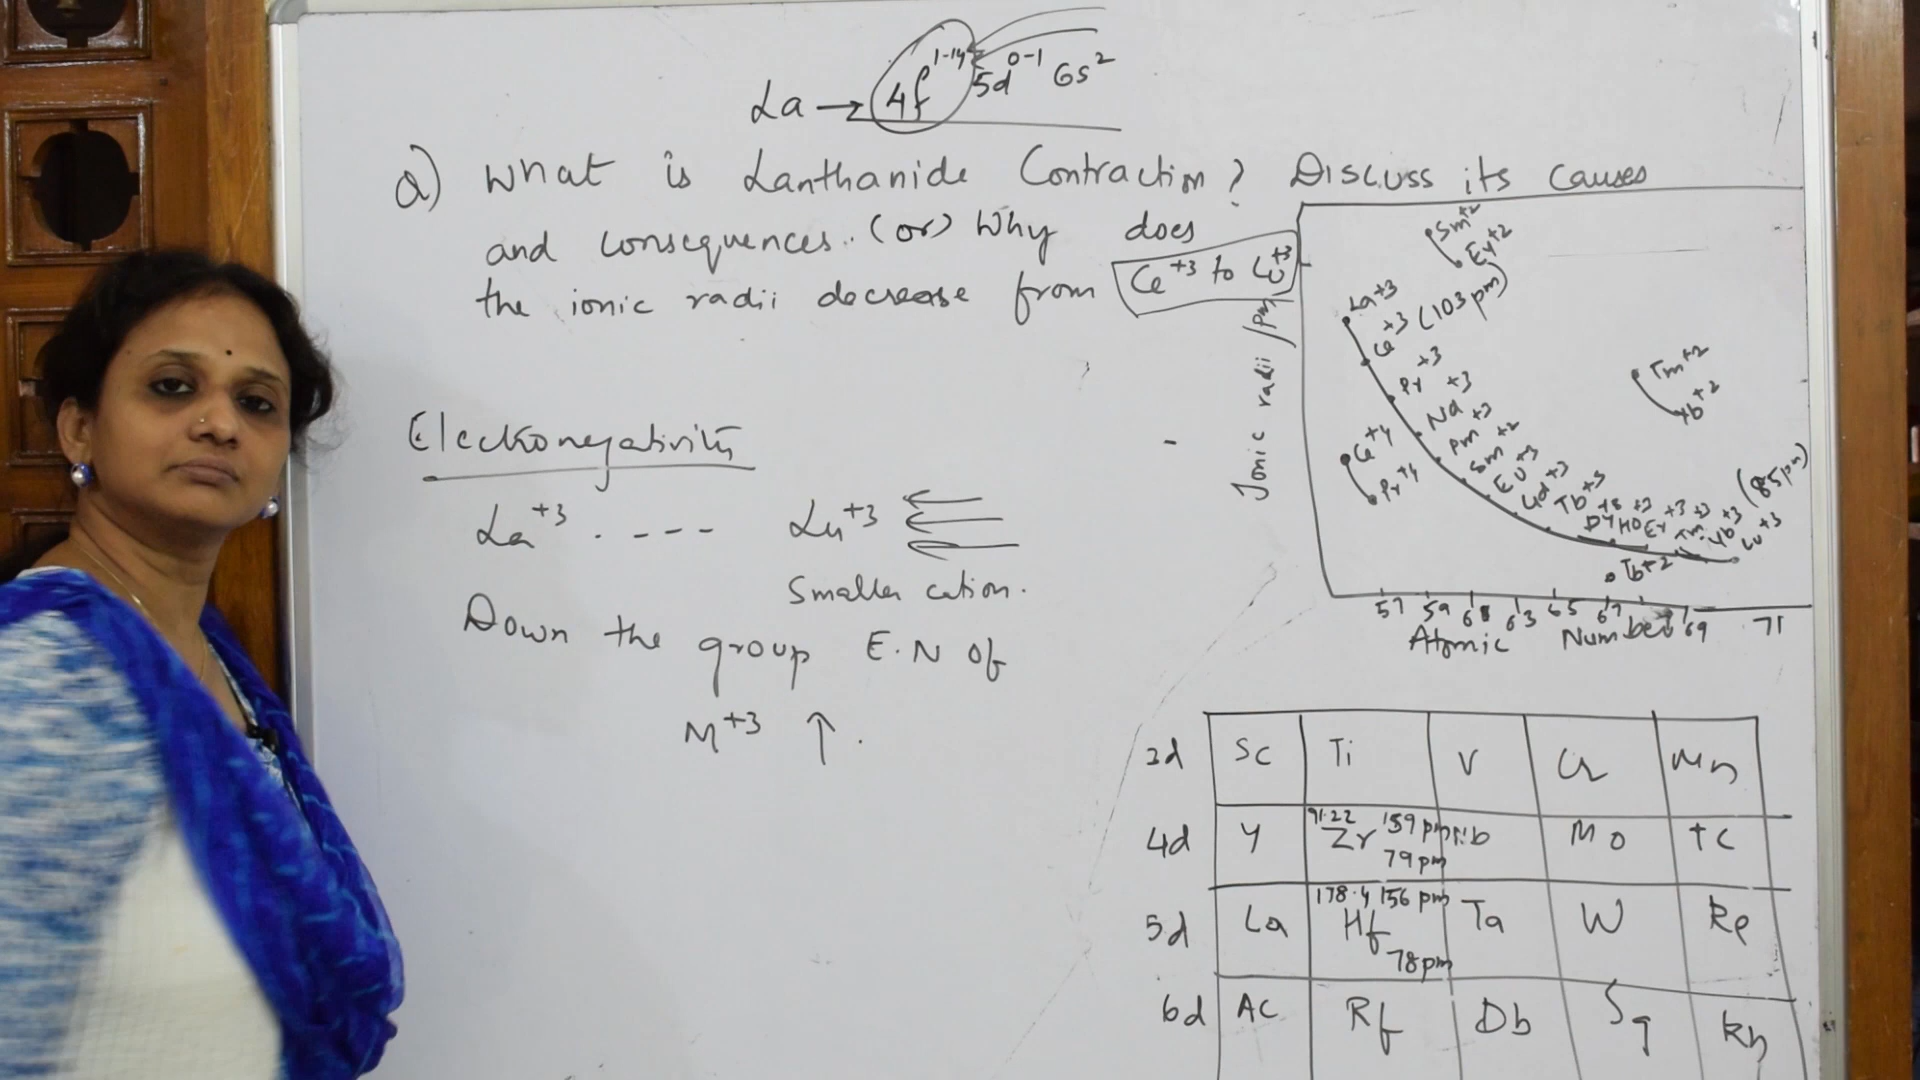 La → 4f¹⁻¹⁴ 5d⁰⁻¹ 6s²
Q) What is Lanthanide Contraction? Discuss its causes
and consequences. (or) Why does
the ionic radii decrease from Ce⁺³ to Lu⁺³
Electronegativity
La⁺³ . - - - Lu⁺³
Smaller cation.
Down the group E.N of
M⁺³ ↑.
Ionic radii /pm
Sm⁺²
Eu⁺²
La⁺³
Ce⁺³ (103 pm)
Pr⁺³
Nd⁺³
Pm⁺³
Sm⁺²
Eu⁺³
Gd⁺³
Tb⁺³
Dy⁺³
Ho⁺³
Er⁺³
Tm⁺³
Yb⁺³
Lu⁺³
(85 pm)
Ce⁺⁴
Pr⁺⁴
Tm⁺²
Yb⁺²
Tb⁺²
57 59 63 65 67 69 71
Atomic Number
3d Sc Ti V Cr Mn
4d Y 91.22 Zr 159 pm 79 pm Nb Mo Tc
5d La 178.4 156 pm Hf 78 pm Ta W Re
6d Ac Rf Db Sg